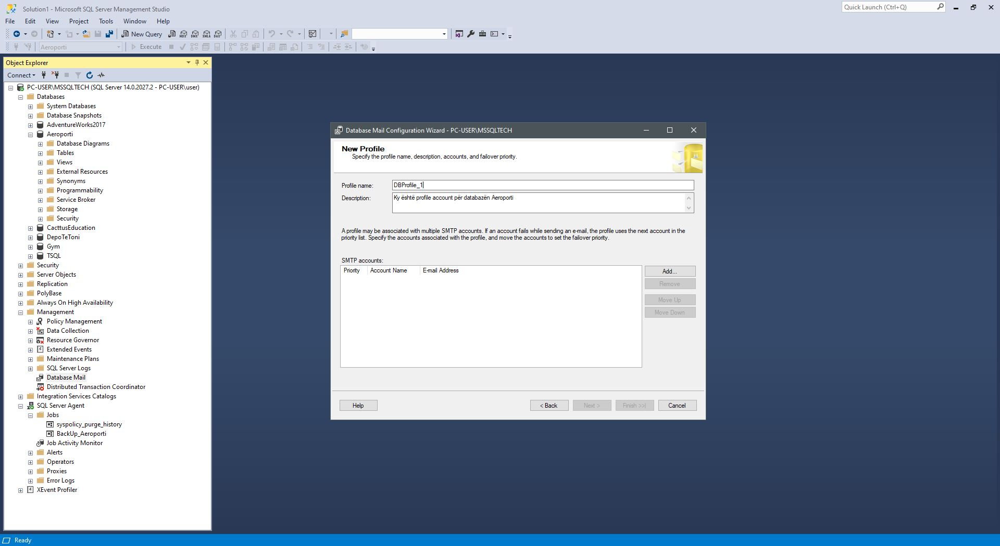 Solution1 - Microsoft SQL Server Management Studio
Quick Launch (Ctrl+Q)
File Edit View Project Tools Window Help
New Query
MDX DMX XMLA DAX
Aeroporti
Execute
Object Explorer
Connect
PC-USER\MSSQLTECH (SQL Server 14.0.2027.2 - PC-USER\user)
Databases
System Databases
Database Snapshots
AdventureWorks2017
Aeroporti
Database Diagrams
Tables
Views
External Resources
Synonyms
Programmability
Service Broker
Storage
Security
CacttusEducation
DepoTeToni
Gym
TSQL
Security
Server Objects
Replication
PolyBase
Always On High Availability
Management
Policy Management
Data Collection
Resource Governor
Extended Events
Maintenance Plans
SQL Server Logs
Database Mail
Distributed Transaction Coordinator
Integration Services Catalogs
SQL Server Agent
Jobs
syspolicy_purge_history
BackUp_Aeroporti
Job Activity Monitor
Alerts
Operators
Proxies
Error Logs
XEvent Profiler
Database Mail Configuration Wizard - PC-USER\MSSQLTECH
New Profile
Specify the profile name, description, accounts, and failover priority.
Profile name: DBProfile_1
Description: Ky është profile account për databazën Aeroporti
A profile may be associated with multiple SMTP accounts. If an account fails while sending an e-mail, the profile uses the next account in the
priority list. Specify the accounts associated with the profile, and move the accounts to set the failover priority.
SMTP accounts:
Priority Account Name E-mail Address
Add...
Remove
Move Up
Move Down
Help < Back Next > Finish >>| Cancel
Ready